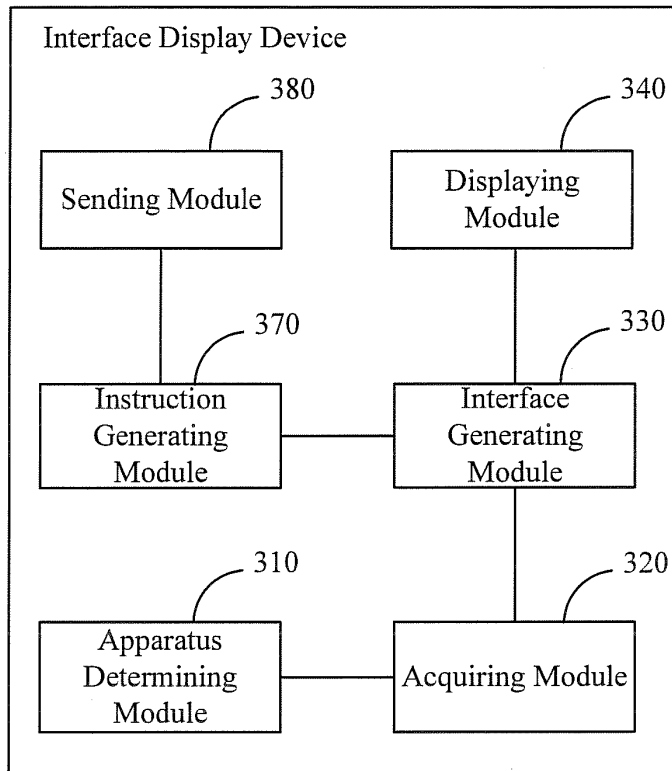 Interface Display Device
380
340
Sending Module
Displaying
Module
370
330
Instruction
Generating
Module
Interface
Generating
Module
310
320
Apparatus
Determining
Module
Acquiring Module